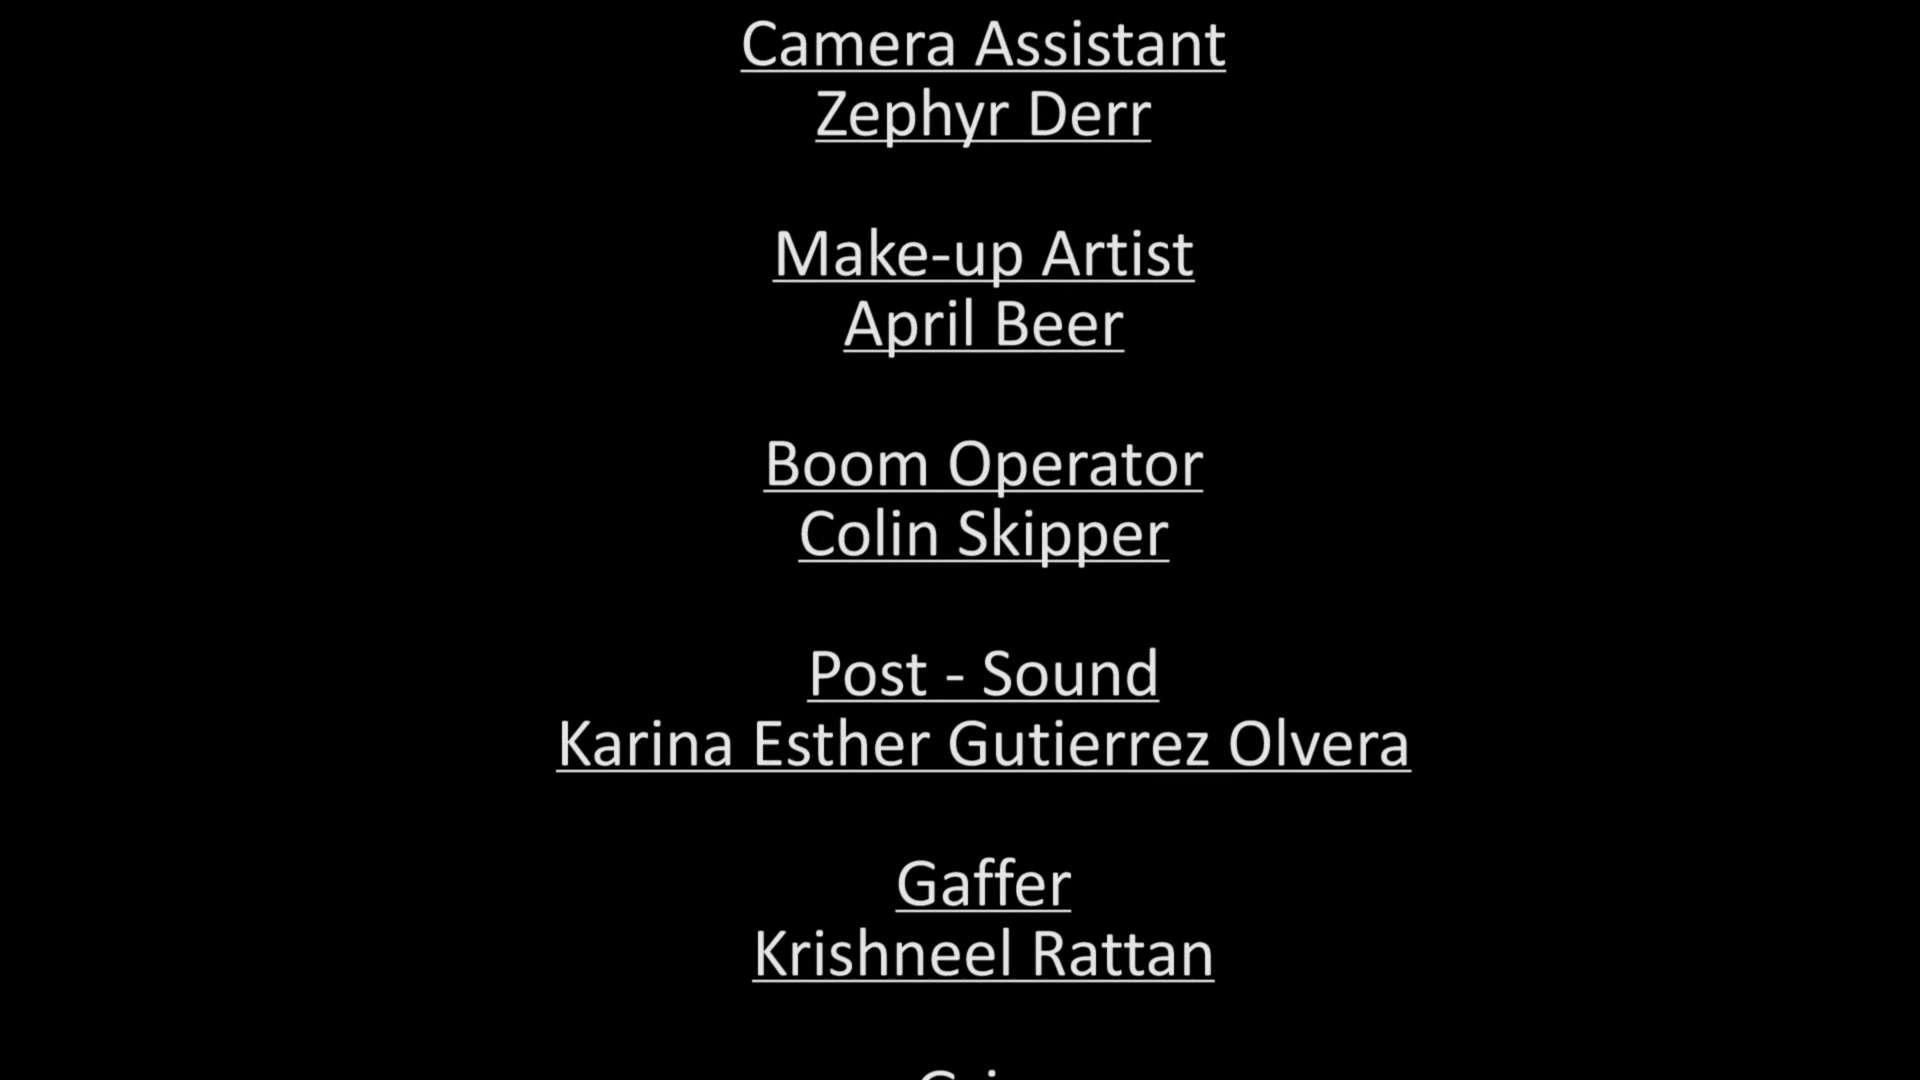 Camera Assistant
Zephyr Derr
Make-up Artist
April Beer
Boom Operator
Colin Skipper
Post - Sound
Karina Esther Gutierrez Olvera
Gaffer
Krishneel Rattan